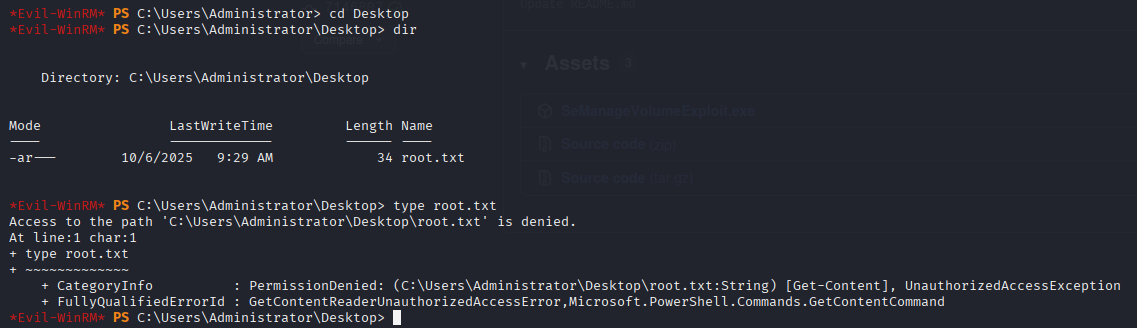 *Evil-WinRM* PS C:\Users\Administrator> cd Desktop
*Evil-WinRM* PS C:\Users\Administrator\Desktop> dir
Directory: C:\Users\Administrator\Desktop
Mode                LastWriteTime         Length Name
----                -------------         ------ ----
-ar---        10/6/2025   9:29 AM             34 root.txt
*Evil-WinRM* PS C:\Users\Administrator\Desktop> type root.txt
Access to the path 'C:\Users\Administrator\Desktop\root.txt' is denied.
At line:1 char:1
+ type root.txt
+ ~~~~~~~~~~~~~
+ CategoryInfo          : PermissionDenied: (C:\Users\Administrator\Desktop\root.txt:String) [Get-Content], UnauthorizedAccessException
+ FullyQualifiedErrorId : GetContentReaderUnauthorizedAccessError,Microsoft.PowerShell.Commands.GetContentCommand
*Evil-WinRM* PS C:\Users\Administrator\Desktop>
Update README.md
Compare
Assets 3
SeManageVolumeExploit.exe
Source code (zip)
Source code (tar.gz)